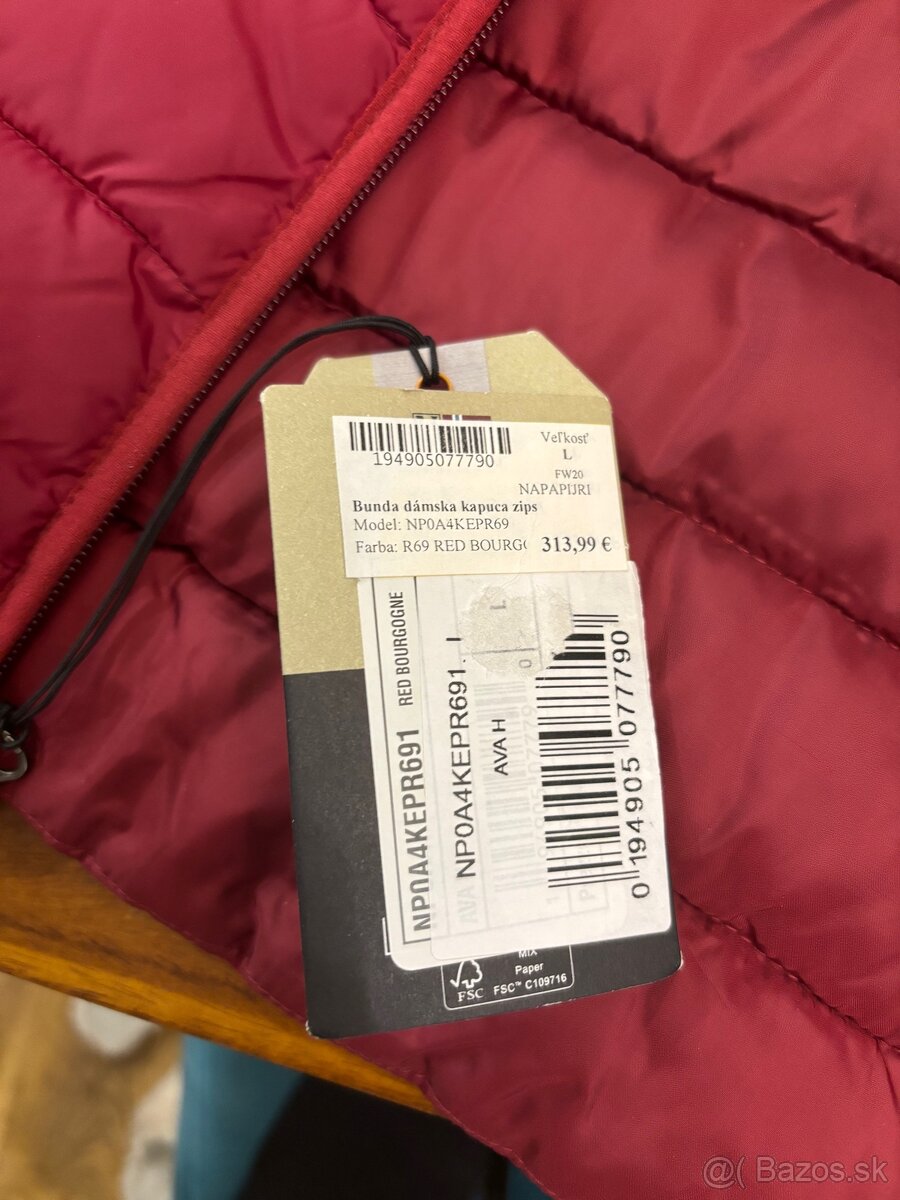 194905077790
Veľkosť
L
FW20
NAPAPIJRI
Bunda dámska kapuca zips
Model: NP0A4KEPR69
Farba: R69 RED BOURG
313,99 €
NP0A4KEPR691
RED BOURGOGNE
NP0A4KEPR691.
AVA H
L
0 194905 077790
MIX
Paper
FSC™ C109716
FSC
@( Bazos.sk